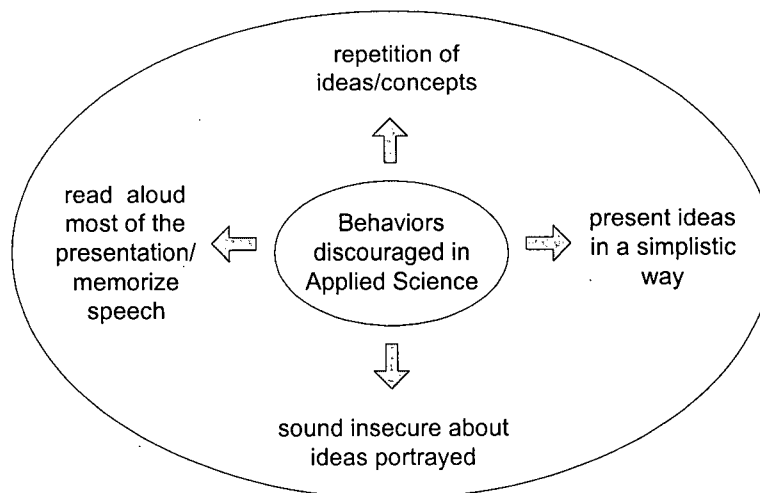 repetition of
ideas/concepts
read aloud
most of the
presentation/
memorize
speech
Behaviors
discouraged in
Applied Science
present ideas
in a simplistic
way
sound insecure about
ideas portrayed